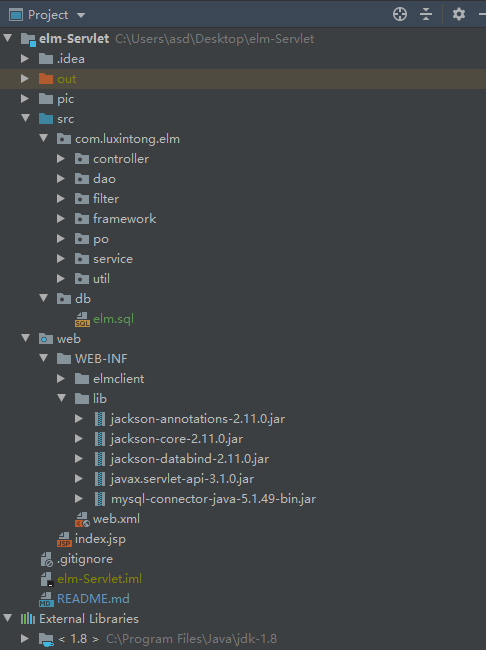 Project
elm-Servlet C:\Users\asd\Desktop\elm-Servlet
.idea
out
pic
src
com.luxintong.elm
controller
dao
filter
framework
po
service
util
db
elm.sql
web
WEB-INF
elmclient
lib
jackson-annotations-2.11.0.jar
jackson-core-2.11.0.jar
jackson-databind-2.11.0.jar
javax.servlet-api-3.1.0.jar
mysql-connector-java-5.1.49-bin.jar
web.xml
index.jsp
.gitignore
elm-Servlet.iml
README.md
External Libraries
< 1.8 > C:\Program Files\Java\jdk-1.8